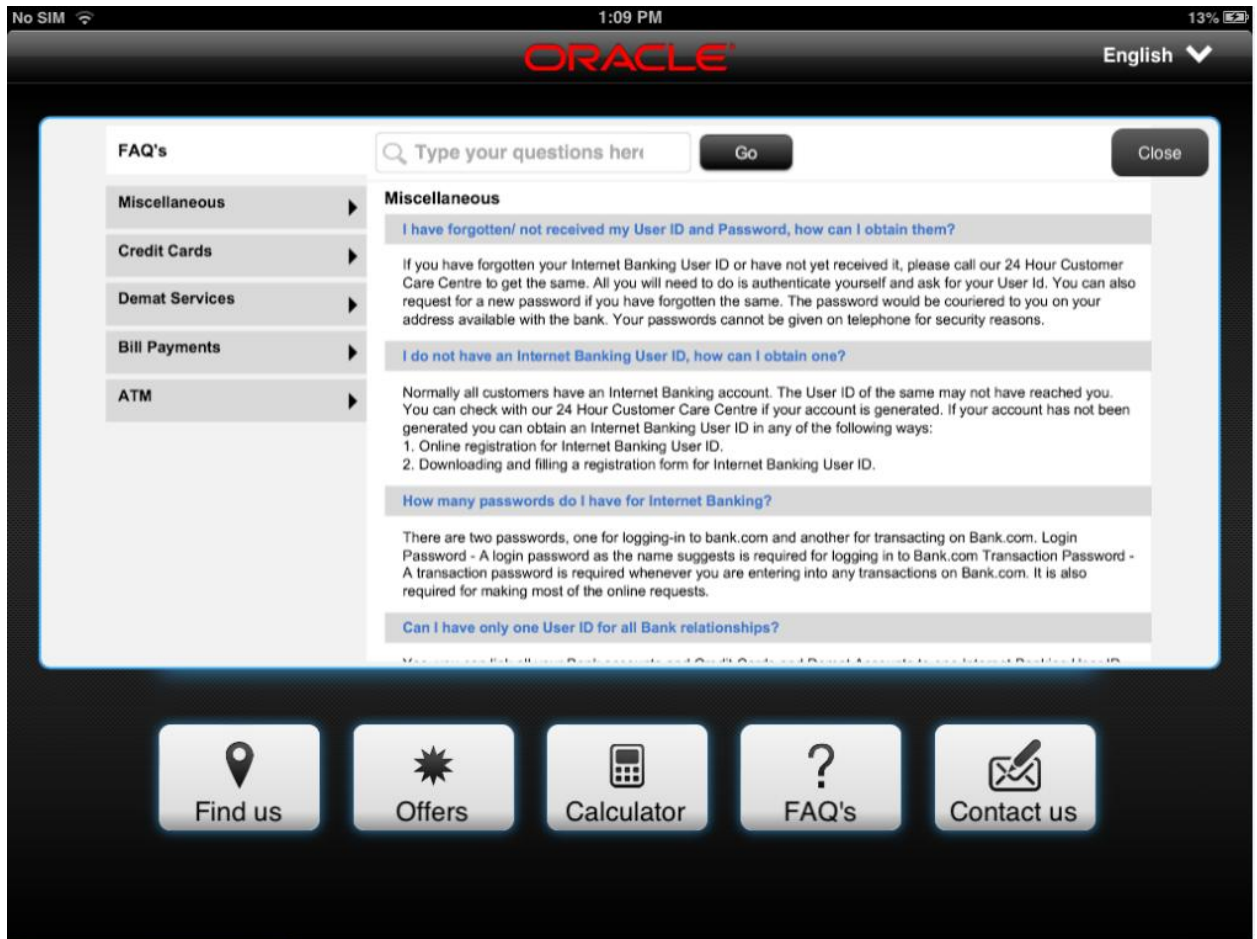 No SIM 1:09 PM 13%
ORACLE English
FAQ's Type your questions here Go Close
Miscellaneous
Credit Cards
Demat Services
Bill Payments
ATM
Miscellaneous
I have forgotten/ not received my User ID and Password, how can I obtain them?
If you have forgotten your Internet Banking User ID or have not yet received it, please call our 24 Hour Customer
Care Centre to get the same. All you will need to do is authenticate yourself and ask for your User Id. You can also
request for a new password if you have forgotten the same. The password would be couriered to you on your
address available with the bank. Your passwords cannot be given on telephone for security reasons.
I do not have an Internet Banking User ID, how can I obtain one?
Normally all customers have an Internet Banking account. The User ID of the same may not have reached you.
You can check with our 24 Hour Customer Care Centre if your account is generated. If your account has not been
generated you can obtain an Internet Banking User ID in any of the following ways:
1. Online registration for Internet Banking User ID.
2. Downloading and filling a registration form for Internet Banking User ID.
How many passwords do I have for Internet Banking?
There are two passwords, one for logging-in to bank.com and another for transacting on Bank.com. Login
Password - A login password as the name suggests is required for logging in to Bank.com Transaction Password -
A transaction password is required whenever you are entering into any transactions on Bank.com. It is also
required for making most of the online requests.
Can I have only one User ID for all Bank relationships?
Find us Offers Calculator FAQ's Contact us